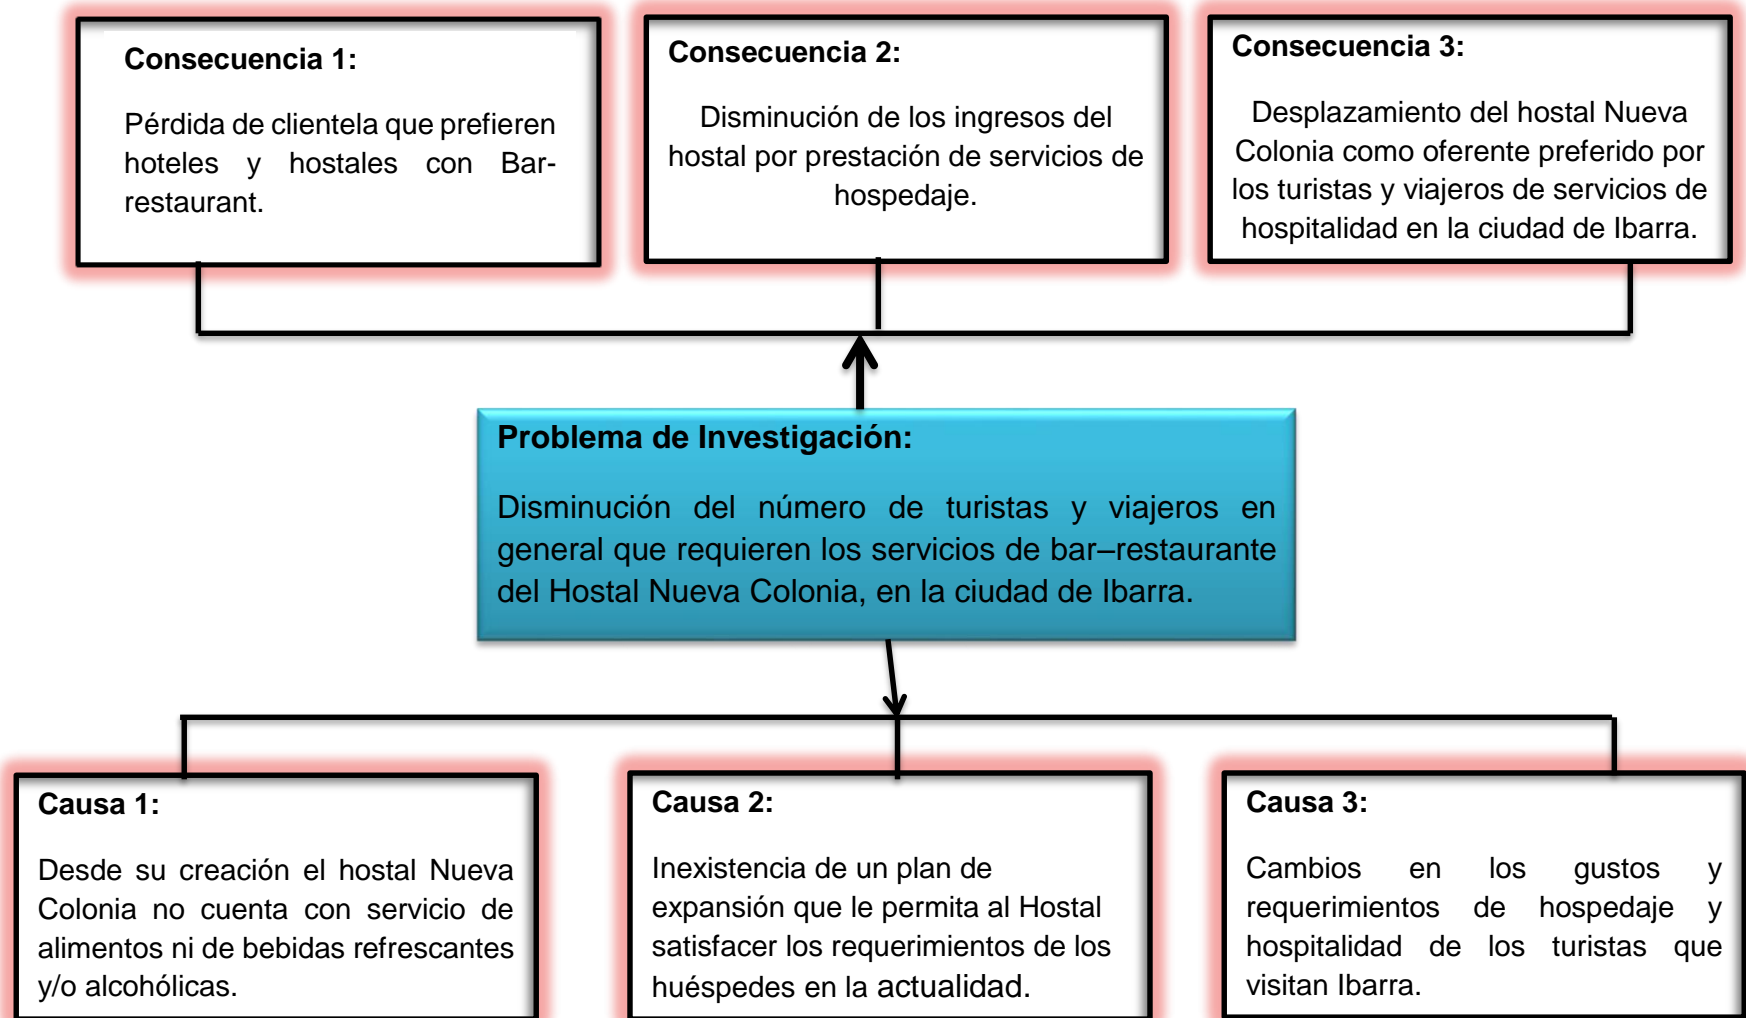 Consecuencia 1:
Pérdida de clientela que prefieren
hoteles y hostales con Bar-
restaurant.
Consecuencia 2:
Disminución de los ingresos del
hostal por prestación de servicios de
hospedaje.
Consecuencia 3:
Desplazamiento del hostal Nueva
Colonia como oferente preferido por
los turistas y viajeros de servicios de
hospitalidad en la ciudad de Ibarra.
Problema de Investigación:
Disminución del número de turistas y viajeros en
general que requieren los servicios de bar–restaurante
del Hostal Nueva Colonia, en la ciudad de Ibarra.
Causa 1:
Desde su creación el hostal Nueva
Colonia no cuenta con servicio de
alimentos ni de bebidas refrescantes
y/o alcohólicas.
Causa 2:
Inexistencia de un plan de
expansión que le permita al Hostal
satisfacer los requerimientos de los
huéspedes en la actualidad.
Causa 3:
Cambios en los gustos y
requerimientos de hospedaje y
hospitalidad de los turistas que
visitan Ibarra.